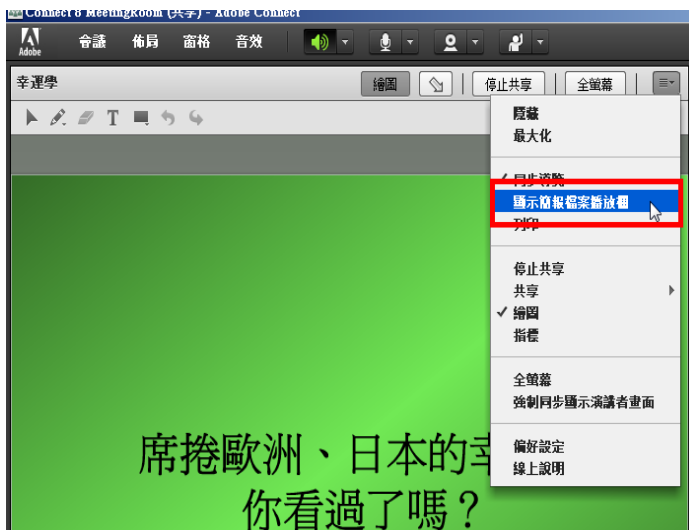 Connect 8 MeetingRoom (共享) - Adobe Connect
Adobe 會議 佈局 窗格 音效
幸運學 繪圖 停止共享 全螢幕
T
隱藏
最大化
✓ 同步導覽
顯示簡報檔案播放欄
列印
停止共享
共享
✓ 繪圖
指標
全螢幕
強制同步顯示演講者畫面
偏好設定
線上說明
席捲歐洲、日本的幸
你看過了嗎？